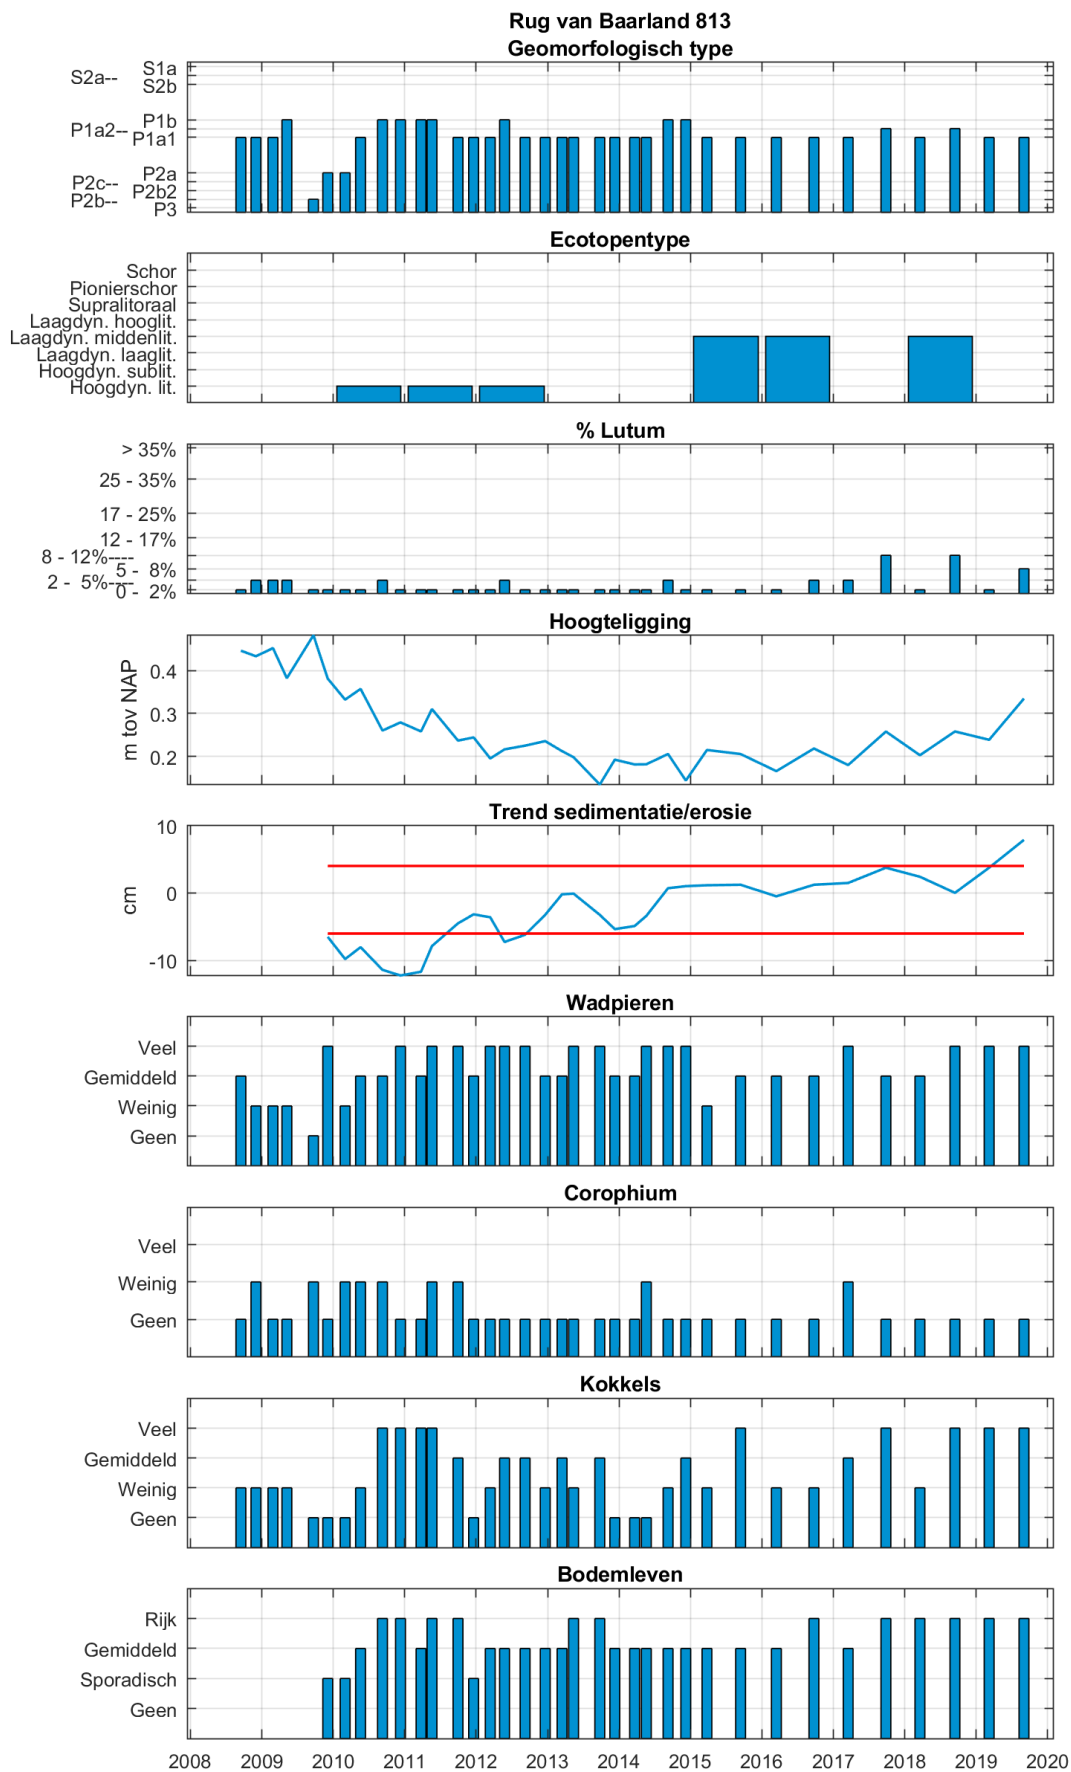 Rug van Baarland 813
Geomorfologisch type
S1a
S2a--
S2b
P1b
P1a2--
P1a1
P2a
P2c--
P2b2
P2b--
P3
Ecotopentype
Schor
Pionierschor
Supralitoraal
Laagdyn. hooglit.
Laagdyn. middenlit.
Laagdyn. laaglit.
Hoogdyn. sublit.
Hoogdyn. lit.
% Lutum
> 35%
25 - 35%
17 - 25%
12 - 17%
8 - 12%----
5 - 8%
2 - 5%----
0 - 2%
Hoogteligging
m tov NAP
0.4
0.3
0.2
Trend sedimentatie/erosie
cm
10
0
-10
Wadpieren
Veel
Gemiddeld
Weinig
Geen
Corophium
Veel
Weinig
Geen
Kokkels
Veel
Gemiddeld
Weinig
Geen
Bodemleven
Rijk
Gemiddeld
Sporadisch
Geen
2008 2009 2010 2011 2012 2013 2014 2015 2016 2017 2018 2019 2020